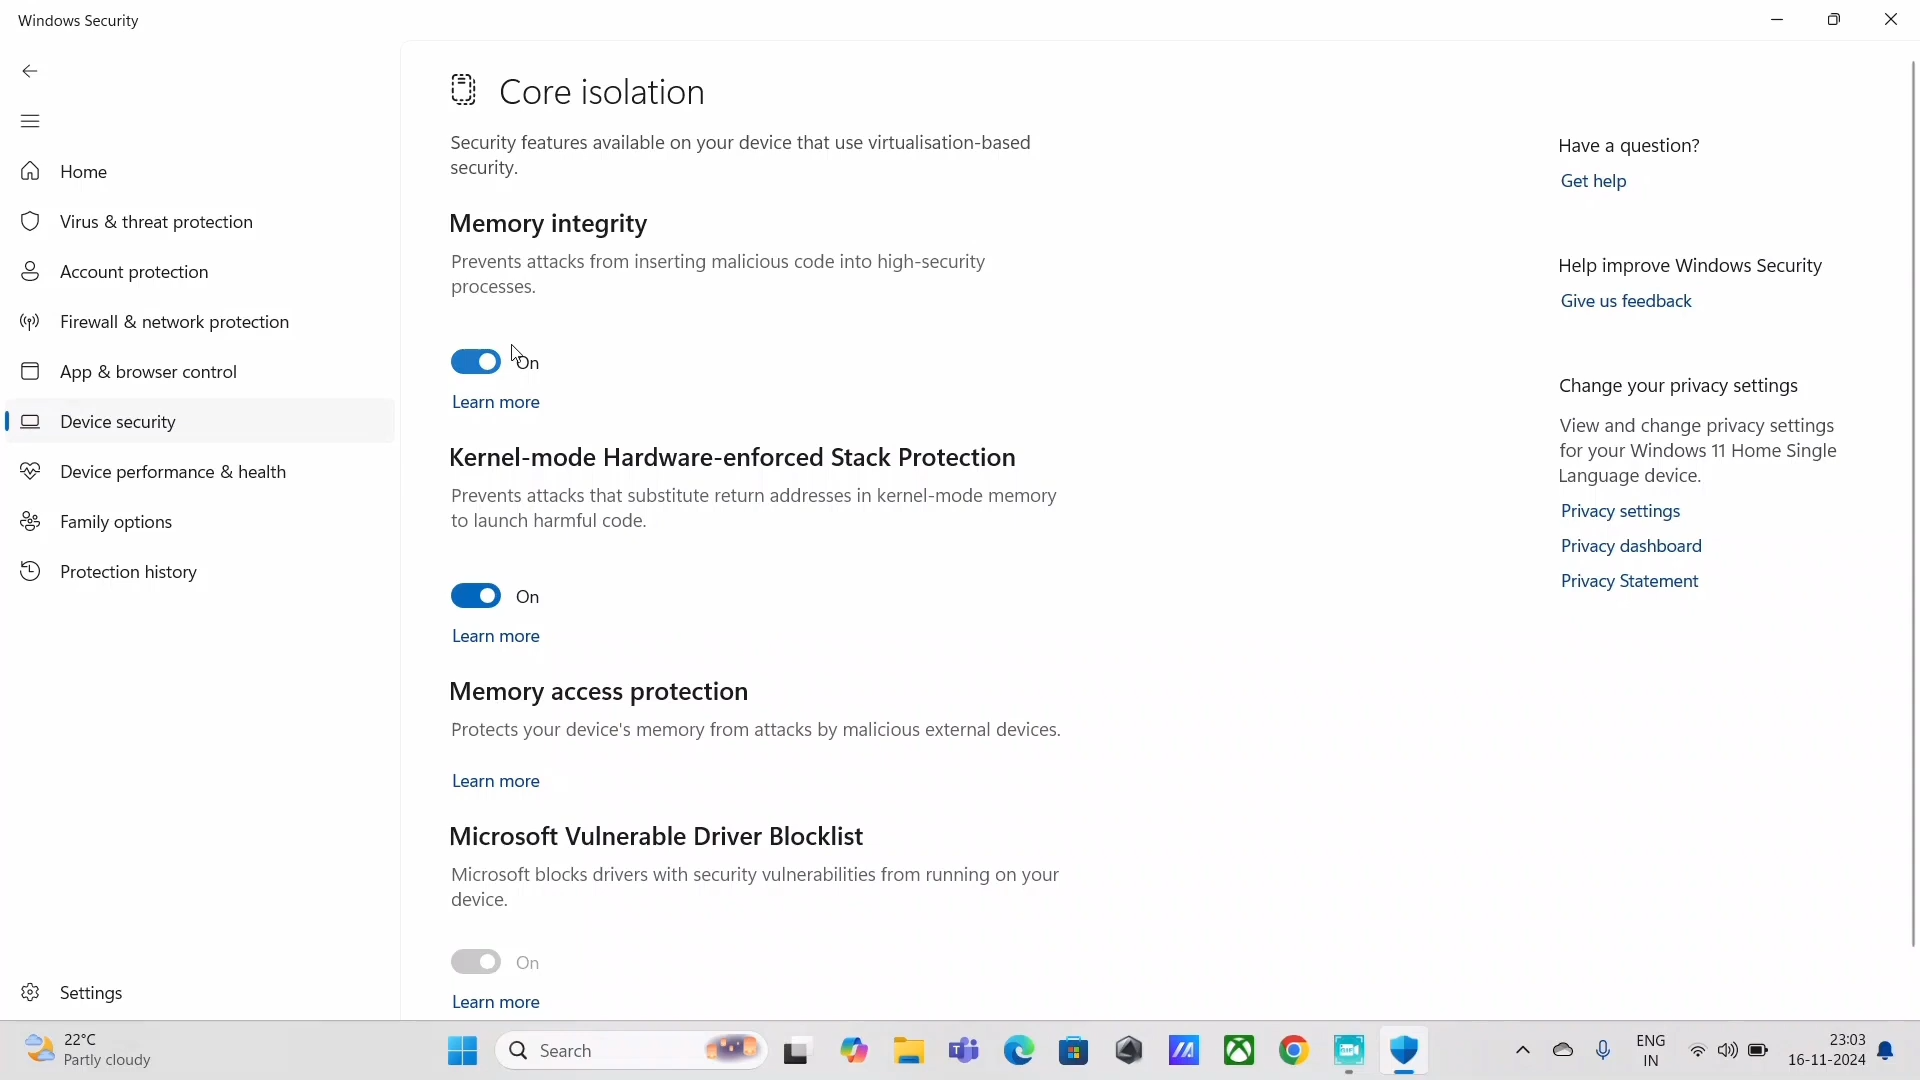 Windows Security
Home
Virus & threat protection
Account protection
Firewall & network protection
App & browser control
Device security
Device performance & health
Family options
Protection history
Settings
Core isolation
Security features available on your device that use virtualisation-based
security.
Memory integrity
Prevents attacks from inserting malicious code into high-security
processes.
On
Learn more
Kernel-mode Hardware-enforced Stack Protection
Prevents attacks that substitute return addresses in kernel-mode memory
to launch harmful code.
On
Learn more
Memory access protection
Protects your device's memory from attacks by malicious external devices.
Learn more
Microsoft Vulnerable Driver Blocklist
Microsoft blocks drivers with security vulnerabilities from running on your
device.
On
Learn more
Have a question?
Get help
Help improve Windows Security
Give us feedback
Change your privacy settings
View and change privacy settings
for your Windows 11 Home Single
Language device.
Privacy settings
Privacy dashboard
Privacy Statement
22°C
Partly cloudy
Search
ENG
IN
23:03
16-11-2024